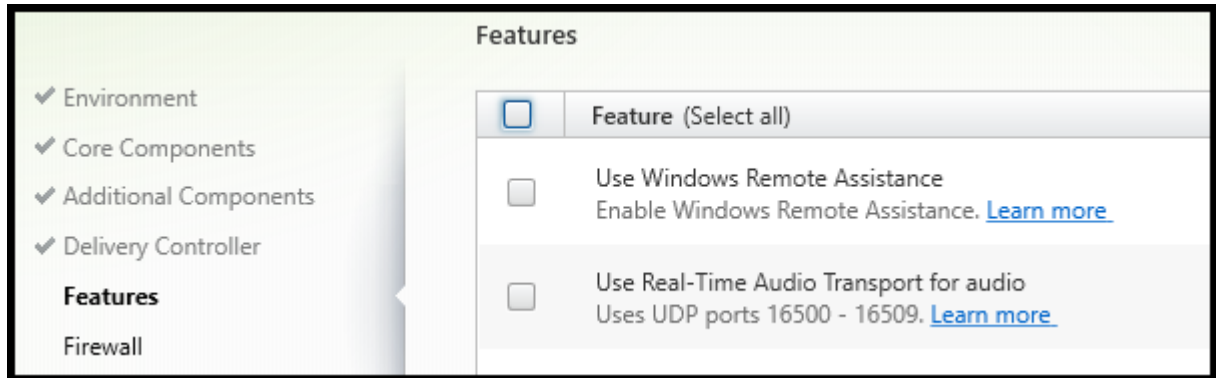 Features
Environment
Core Components
Additional Components
Delivery Controller
Features
Firewall
Feature (Select all)
Use Windows Remote Assistance
Enable Windows Remote Assistance. Learn more
Use Real-Time Audio Transport for audio
Uses UDP ports 16500 - 16509. Learn more